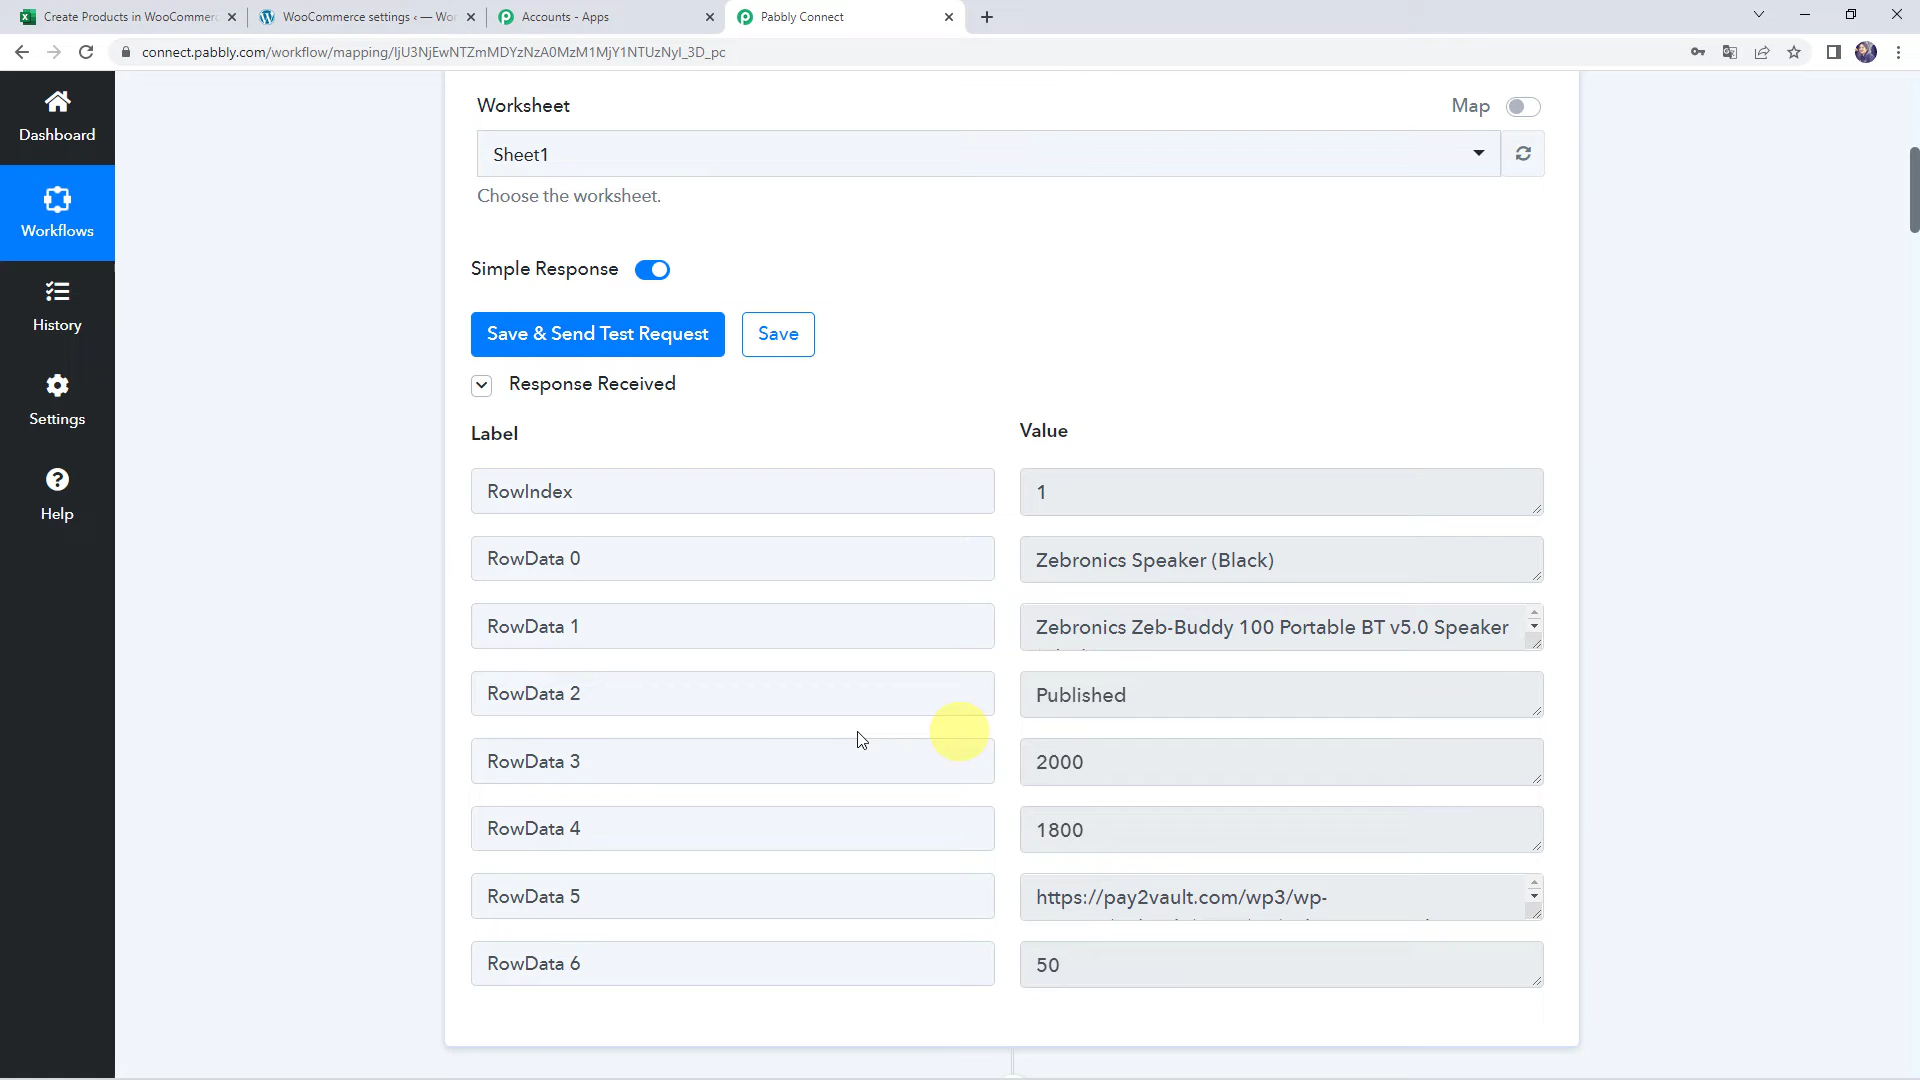 Create Products in WooCommerc
WooCommerce settings ‹ — Wor
Accounts - Apps
Pabbly Connect
connect.pabbly.com/workflow/mapping/IjU3NjEwNTZmMDYzNzA0MzM1MjY1NTUzNyI_3D_pc
Dashboard
Workflows
History
Settings
Help
Worksheet
Map
Sheet1
Choose the worksheet.
Simple Response
Save & Send Test Request
Save
Response Received
Label
Value
RowIndex
1
RowData 0
Zebronics Speaker (Black)
RowData 1
Zebronics Zeb-Buddy 100 Portable BT v5.0 Speaker
RowData 2
Published
RowData 3
2000
RowData 4
1800
RowData 5
https://pay2vault.com/wp3/wp-
RowData 6
50